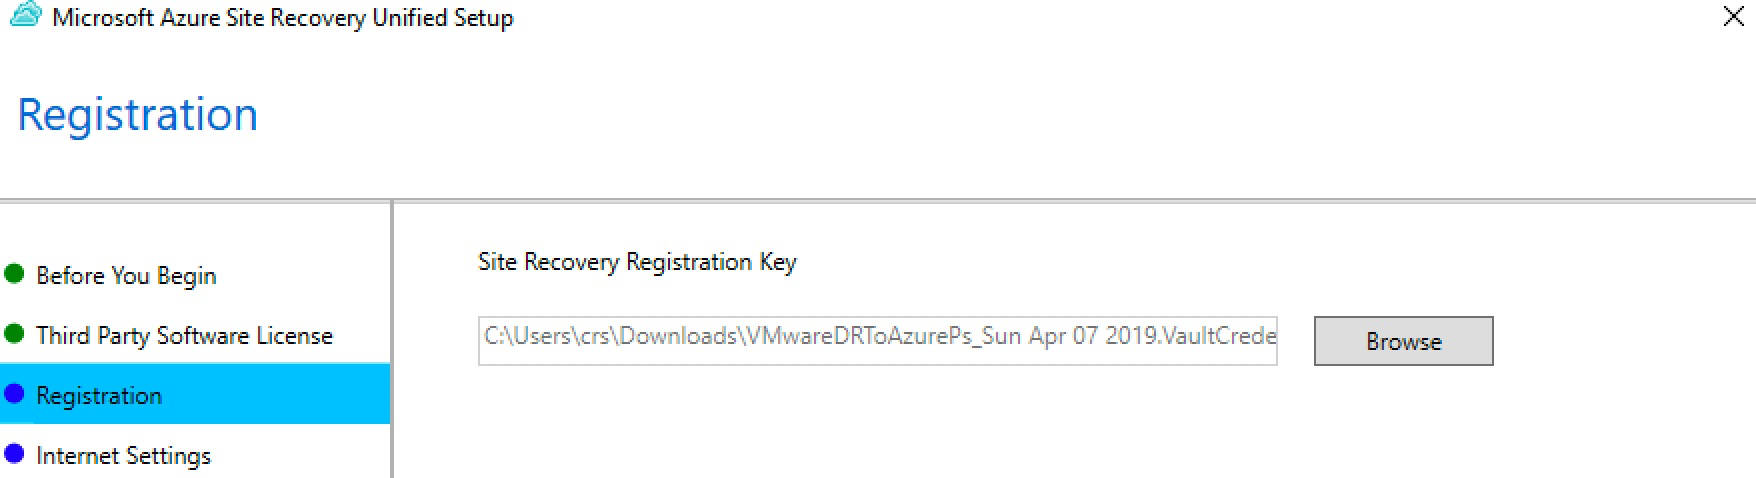 Microsoft Azure Site Recovery Unified Setup
Registration
Before You Begin
Third Party Software License
Registration
Internet Settings
Site Recovery Registration Key
C:\Users\crs\Downloads\VMwareDRToAzurePs_Sun Apr 07 2019.VaultCrede
Browse